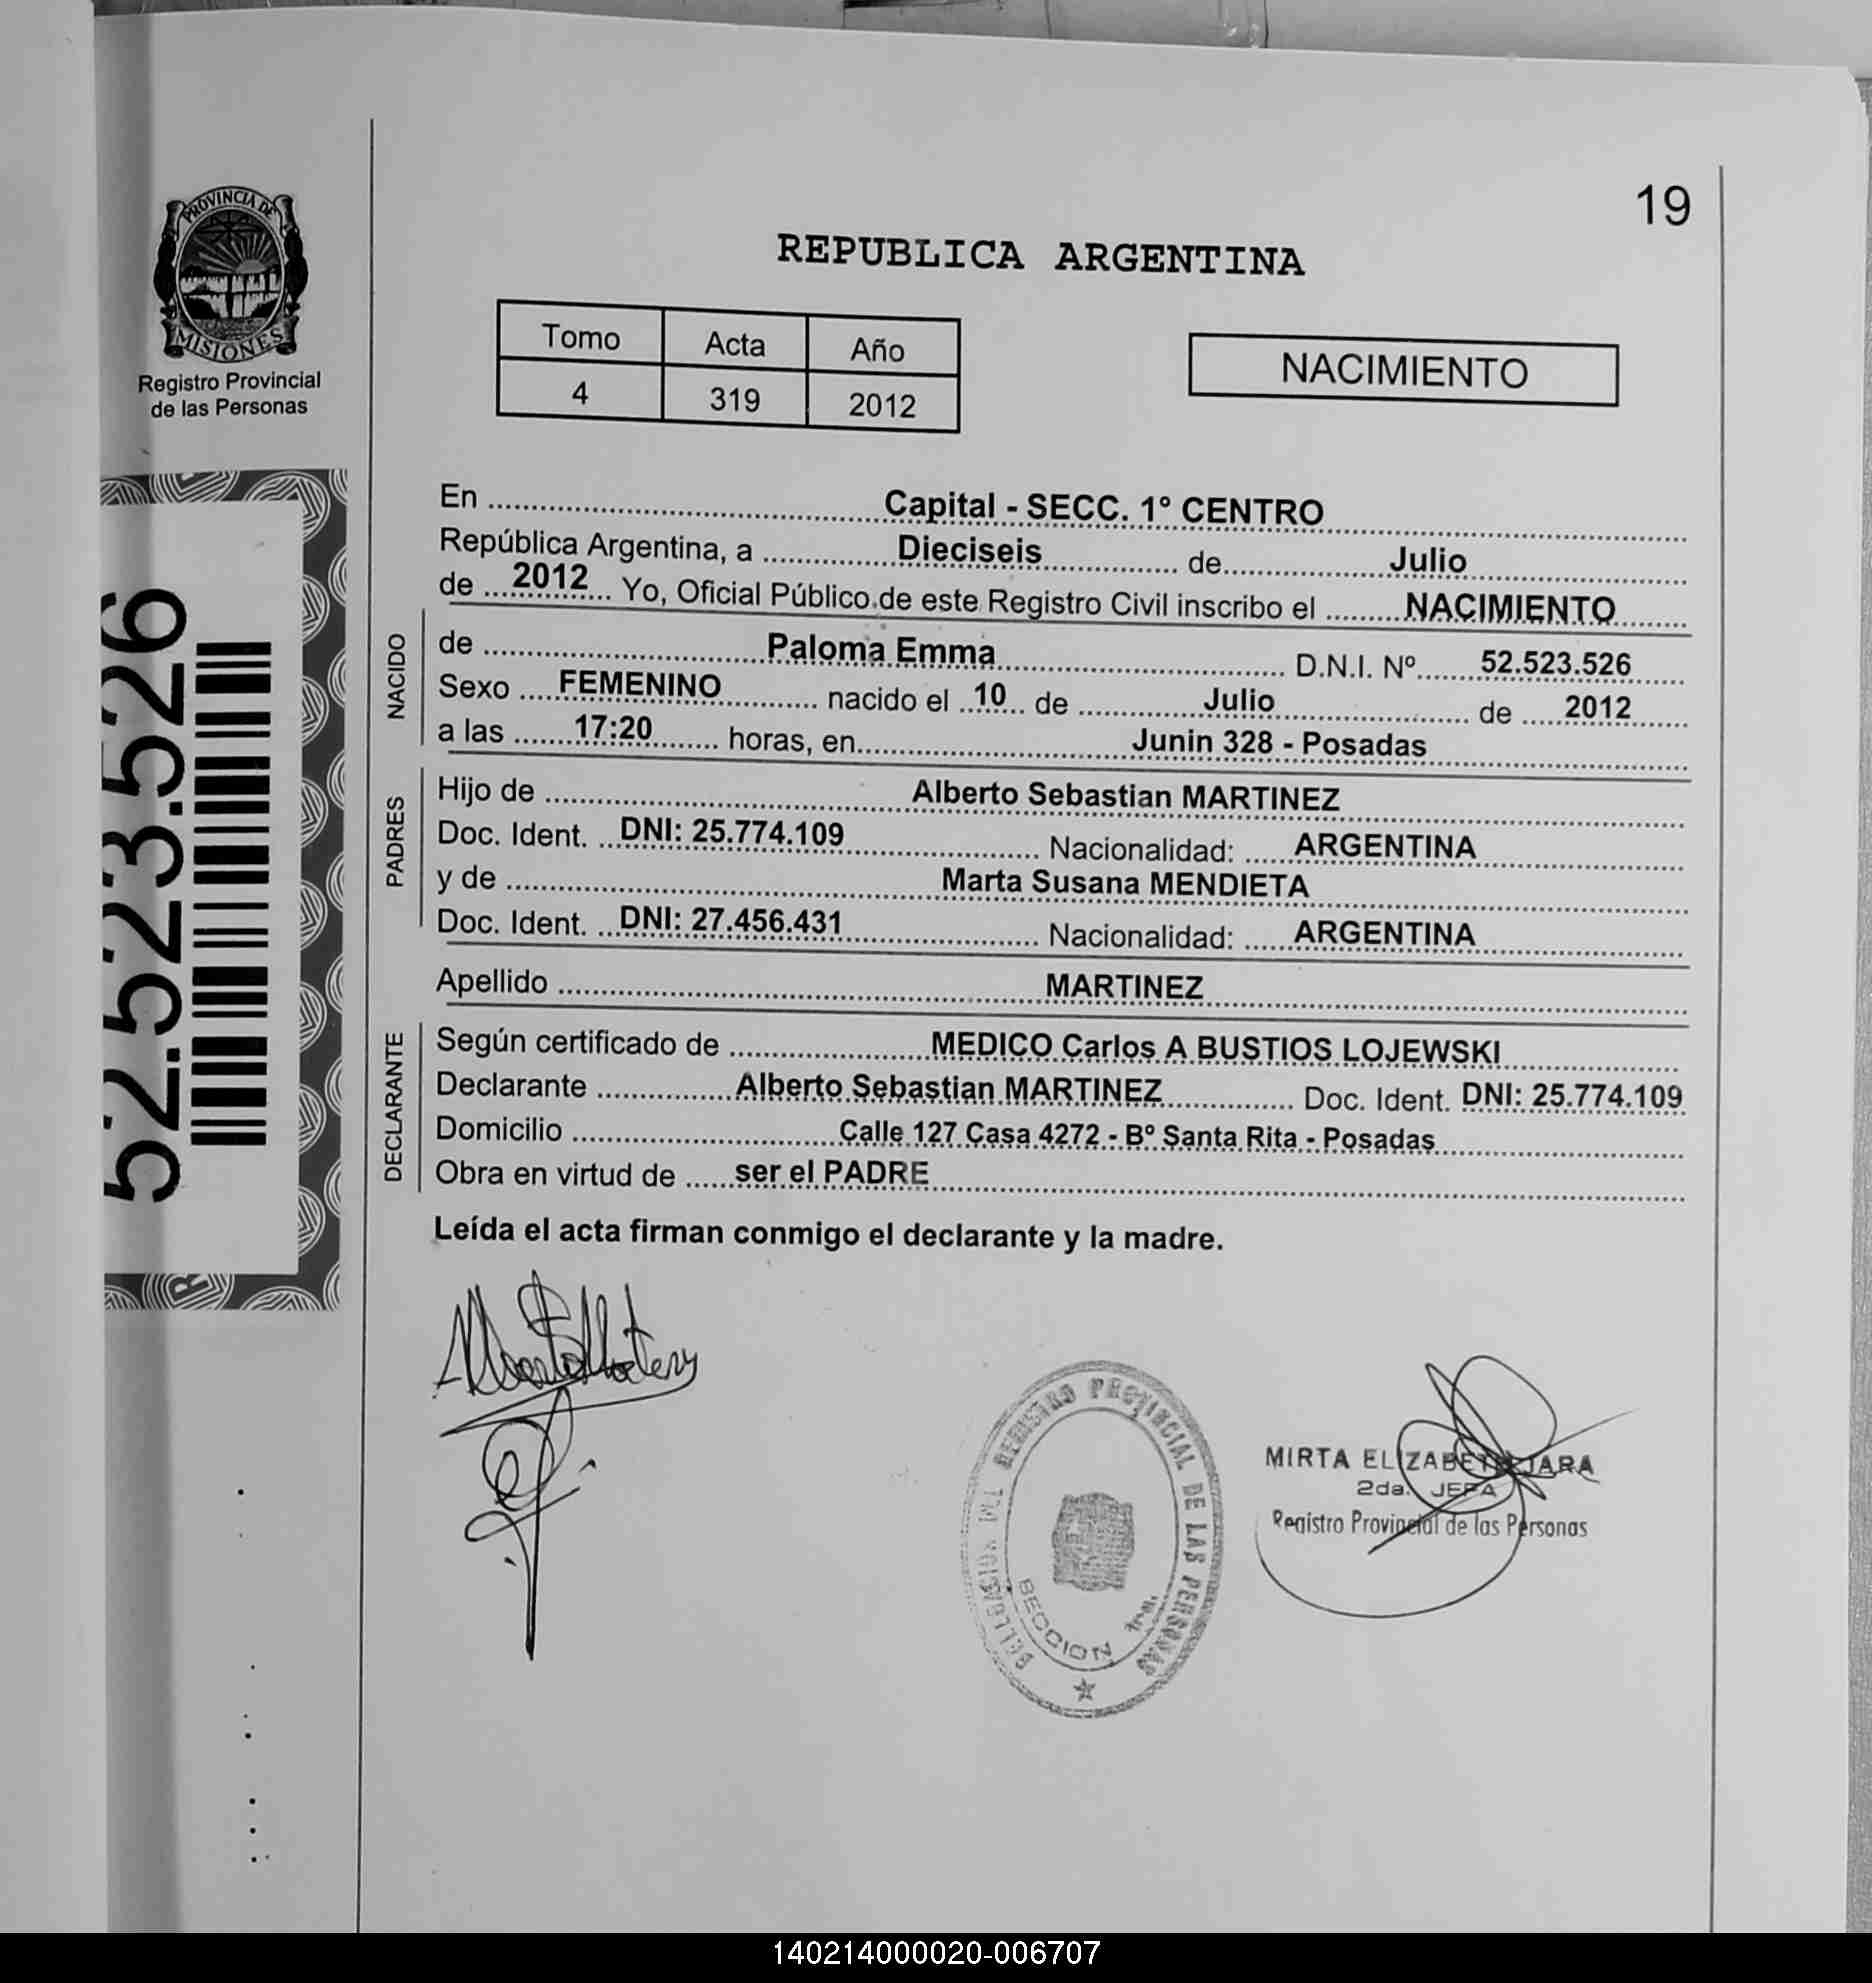 19
PROVINCIA DE
MISIONES
Registro Provincial
de las Personas
REPUBLICA ARGENTINA
Tomo Acta Año
4 319 2012
NACIMIENTO
52.523.526
En Capital - SECC. 1° CENTRO
República Argentina, a Dieciseis de Julio
de 2012 Yo, Oficial Público de este Registro Civil inscribo el NACIMIENTO
NACIDO
de Paloma Emma D.N.I. Nº 52.523.526
Sexo FEMENINO nacido el 10 de Julio de 2012
a las 17:20 horas, en Junin 328 - Posadas
PADRES
Hijo de Alberto Sebastian MARTINEZ
Doc. Ident. DNI: 25.774.109 Nacionalidad: ARGENTINA
y de Marta Susana MENDIETA
Doc. Ident. DNI: 27.456.431 Nacionalidad: ARGENTINA
Apellido MARTINEZ
DECLARANTE
Según certificado de MEDICO Carlos A BUSTIOS LOJEWSKI
Declarante Alberto Sebastian MARTINEZ Doc. Ident. DNI: 25.774.109
Domicilio Calle 127 Casa 4272 - Bº Santa Rita - Posadas
Obra en virtud de ser el PADRE
Leída el acta firman conmigo el declarante y la madre.
DELEGACION DEL REGISTRO PROVINCIAL DE LAS PERSONAS
SECCION 1ra.
MIRTA ELIZABETH JARA
2da. JEFA
Registro Provincial de las Personas
140214000020-006707